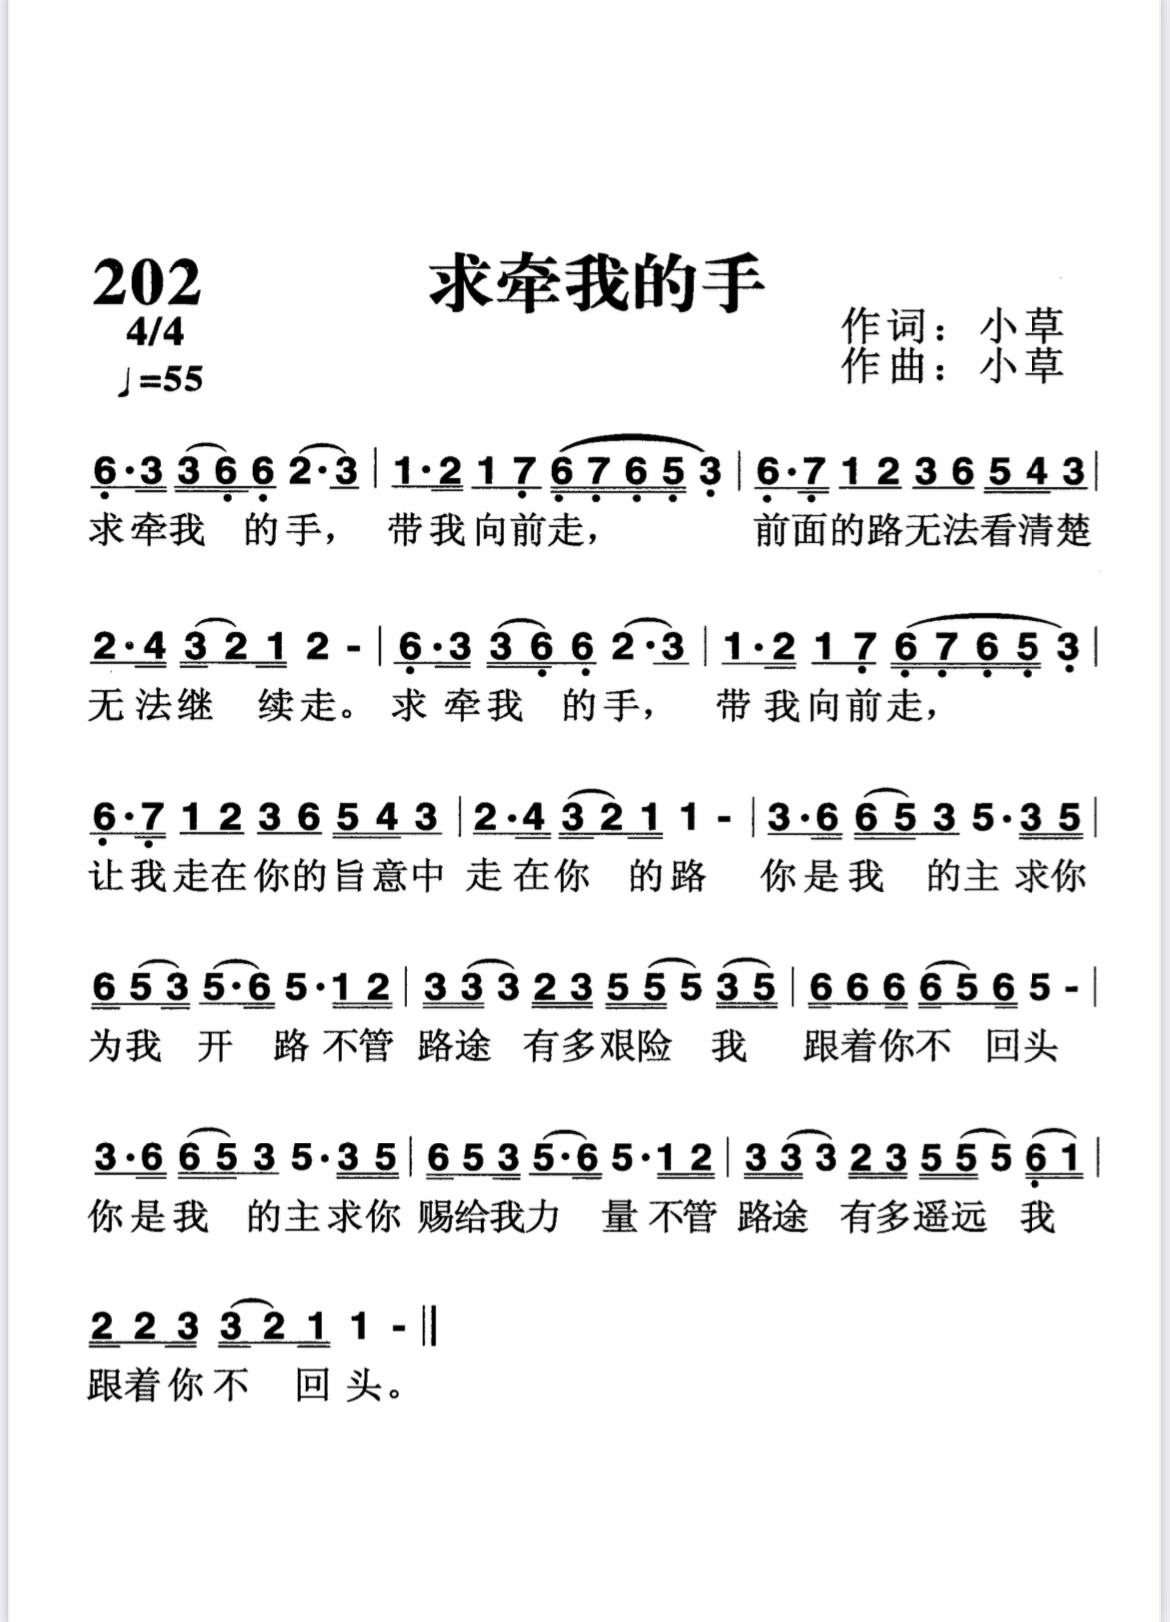 202 求牵我的手
4/4
作词：小草
♩=55
作曲：小草
6·3 3 6 6 2·3 | 1·2 1 7 6 7 6 5 3 | 6·7 1 2 3 6 5 4 3 |
求牵我 的手， 带我向前走， 前面的路无法看清楚
2·4 3 2 1 2 - | 6·3 3 6 6 2·3 | 1·2 1 7 6 7 6 5 3 |
无法继 续走。 求牵我 的手， 带我向前走，
6·7 1 2 3 6 5 4 3 | 2·4 3 2 1 1 - | 3·6 6 5 3 5·3 5 |
让我走在你的旨意中 走在你 的路 你是我 的主 求你
6 5 3 5·6 5·1 2 | 3 3 3 2 3 5 5 5 3 5 | 6 6 6 6 5 6 5 - |
为我 开 路 不管 路途 有多艰险 我 跟着你不 回头
3·6 6 5 3 5·3 5 | 6 5 3 5·6 5·1 2 | 3 3 3 2 3 5 5 5 6 1 |
你是我 的主求你 赐给我力 量不管 路途 有多遥远 我
2 2 3 3 2 1 1 - ‖
跟着你不 回头。